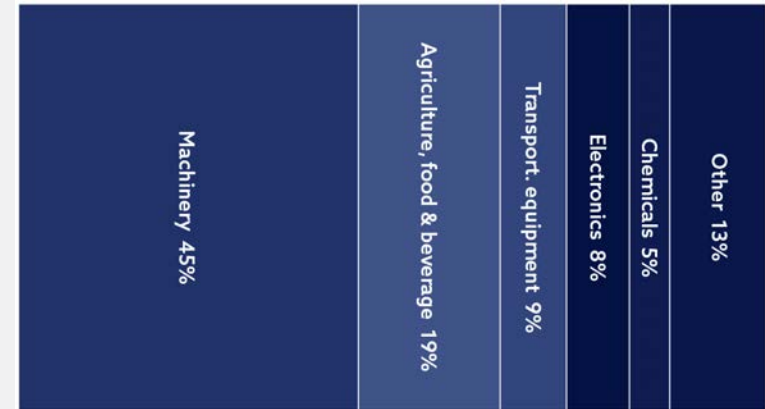 Machinery 45%
Agriculture, food & beverage 19%
Transport. equipment 9%
Electronics 8%
Chemicals 5%
Other 13%